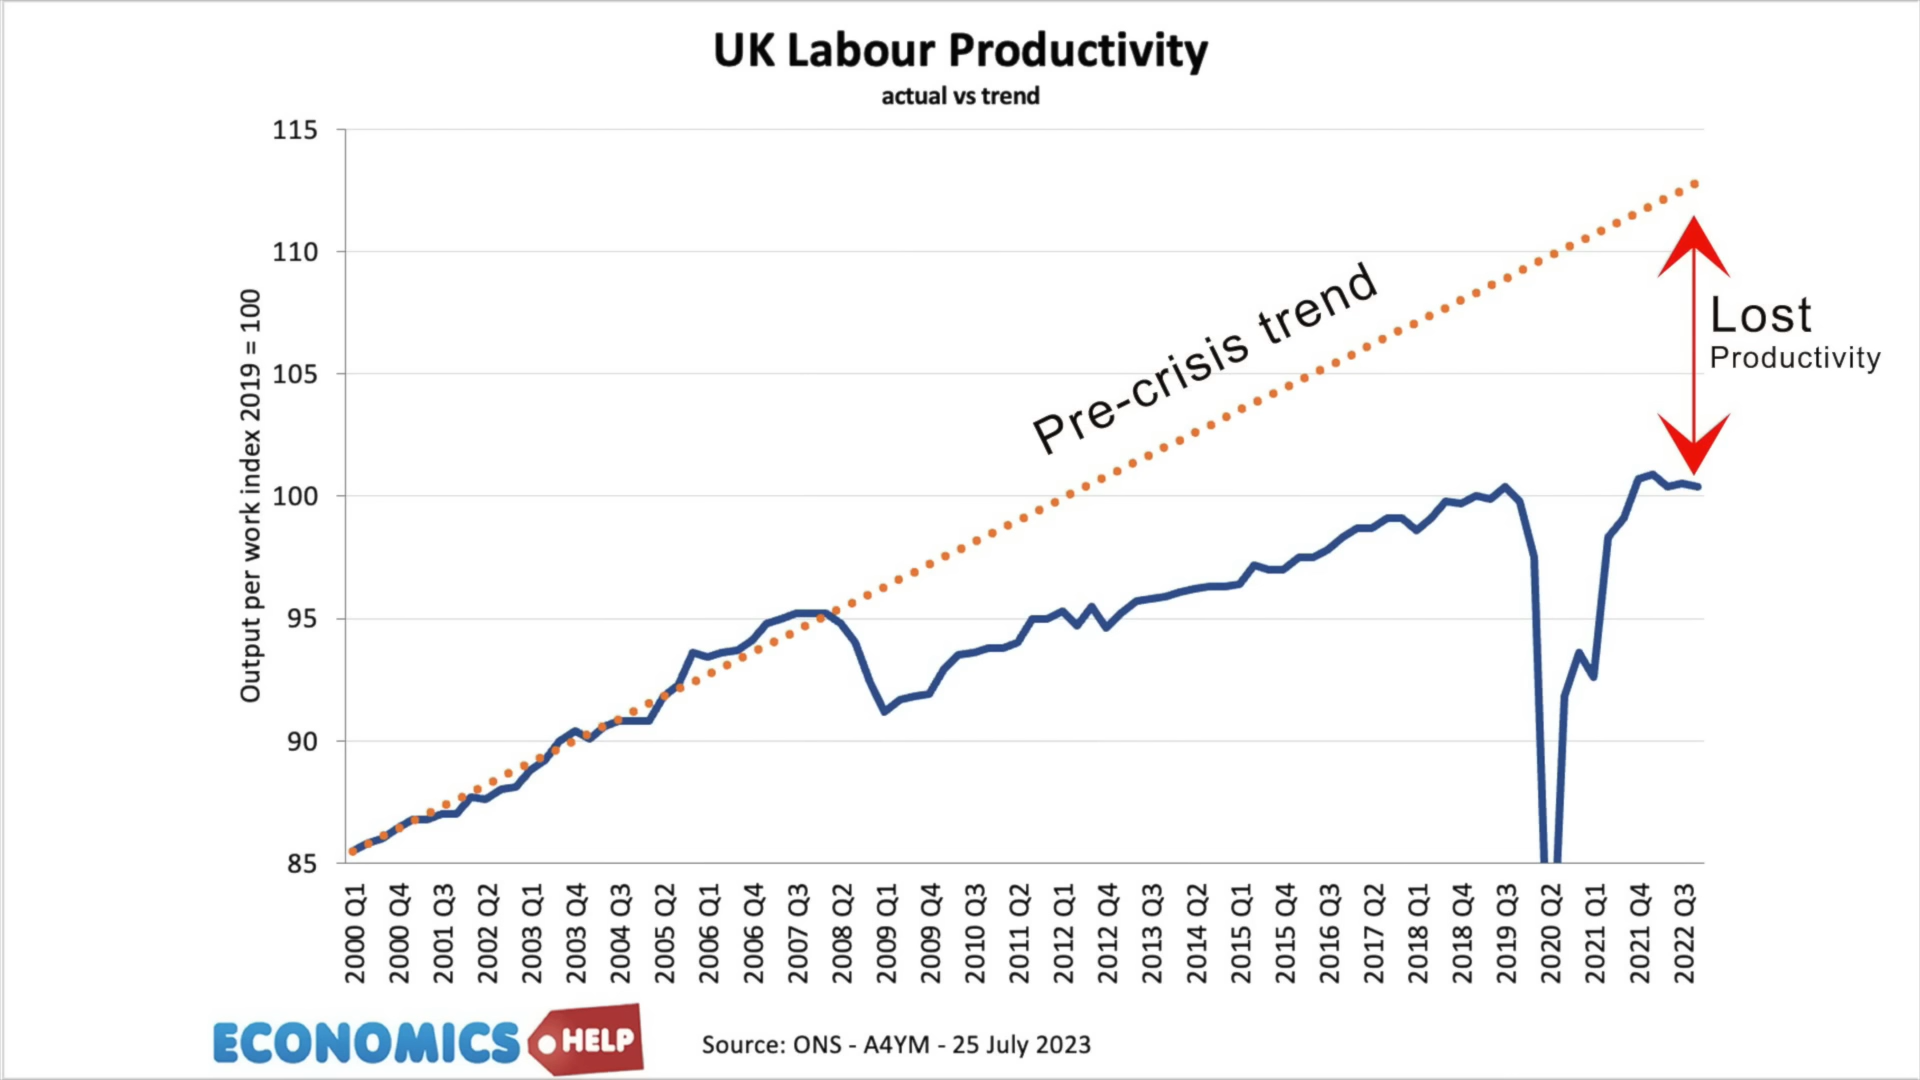 UK Labour Productivity
actual vs trend
Output per work index 2019 = 100
115
110
105
100
95
90
85
Pre-crisis trend
Lost
Productivity
2000 Q1
2000 Q4
2001 Q3
2002 Q2
2003 Q1
2003 Q4
2004 Q3
2005 Q2
2006 Q1
2006 Q4
2007 Q3
2008 Q2
2009 Q1
2009 Q4
2010 Q3
2011 Q2
2012 Q1
2012 Q4
2013 Q3
2014 Q2
2015 Q1
2015 Q4
2016 Q3
2017 Q2
2018 Q1
2018 Q4
2019 Q3
2020 Q2
2021 Q1
2021 Q4
2022 Q3
ECONOMICS HELP
Source: ONS - A4YM - 25 July 2023